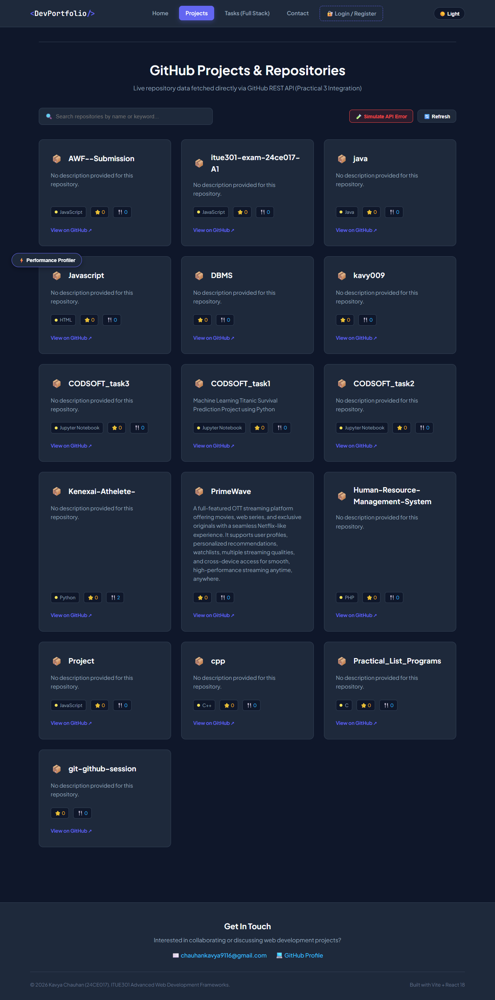 <DevPortfolio/>
Home
Projects
Tasks (Full Stack)
Contact
Login / Register
Light
GitHub Projects & Repositories
Live repository data fetched directly via GitHub REST API (Practical 3 Integration)
Search repositories by name or keyword...
Simulate API Error
Refresh
AWF--Submission
No description provided for this
repository.
JavaScript
0
0
View on GitHub ↗
itue301-exam-24ce017-
A1
No description provided for this
repository.
JavaScript
0
0
View on GitHub ↗
java
No description provided for this
repository.
Java
0
0
View on GitHub ↗
Performance Profiler
Javascript
No description provided for this
repository.
HTML
0
0
View on GitHub ↗
DBMS
No description provided for this
repository.
0
0
View on GitHub ↗
kavy009
No description provided for this
repository.
0
0
View on GitHub ↗
CODSOFT_task3
No description provided for this
repository.
Jupyter Notebook
0
0
View on GitHub ↗
CODSOFT_task1
Machine Learning Titanic Survival
Prediction Project using Python
Jupyter Notebook
0
0
View on GitHub ↗
CODSOFT_task2
No description provided for this
repository.
Jupyter Notebook
0
0
View on GitHub ↗
Kenexai-Athelete-
No description provided for this
repository.
Python
0
2
View on GitHub ↗
PrimeWave
A full-featured OTT streaming platform
offering movies, web series, and exclusive
originals with a seamless Netflix-like
experience. It supports user profiles,
personalized recommendations,
watchlists, multiple streaming qualities,
and cross-device access for smooth,
high-performance streaming anytime,
anywhere.
0
0
View on GitHub ↗
Human-Resource-
Management-System
No description provided for this
repository.
PHP
0
0
View on GitHub ↗
Project
No description provided for this
repository.
JavaScript
0
0
View on GitHub ↗
cpp
No description provided for this
repository.
C++
0
0
View on GitHub ↗
Practical_List_Programs
No description provided for this
repository.
C
0
0
View on GitHub ↗
git-github-session
No description provided for this
repository.
0
0
View on GitHub ↗
Get In Touch
Interested in collaborating or discussing web development projects?
chauhankavya9116@gmail.com
GitHub Profile
© 2026 Kavya Chauhan (24CE017). ITUE301 Advanced Web Development Frameworks.
Built with Vite + React 18